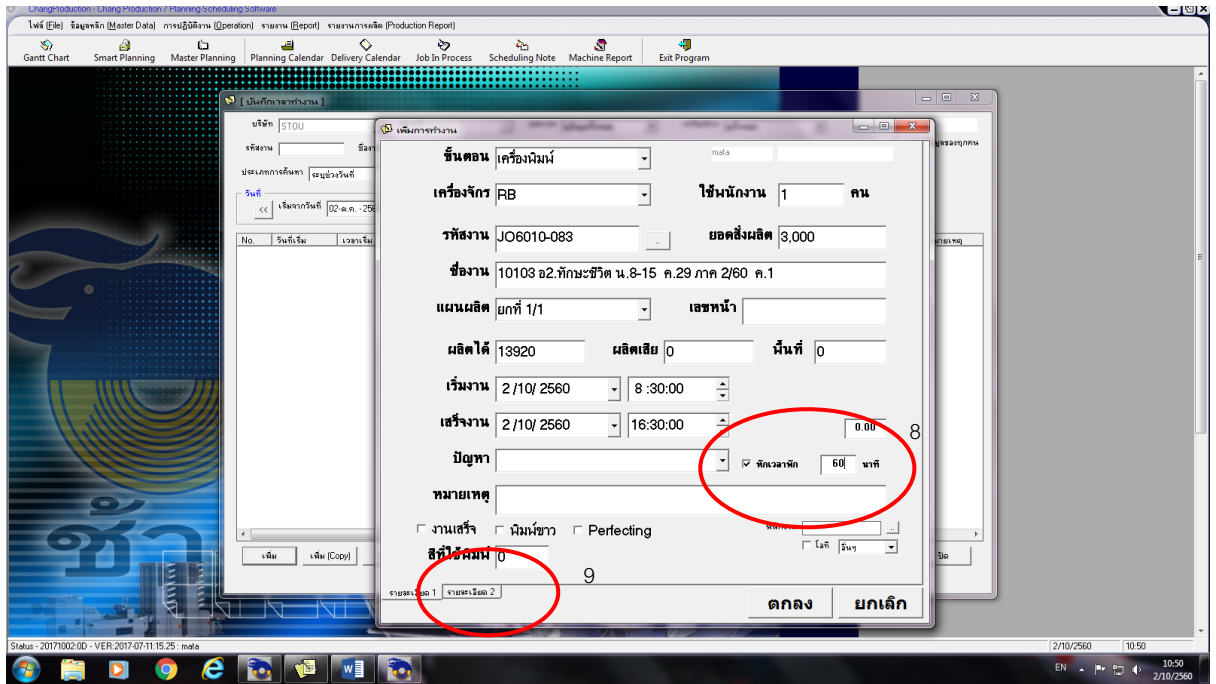 ChangProduction - Chang Production / Planning-Scheduling Software
ไฟล์ (File) ข้อมูลหลัก (Master Data) การปฏิบัติงาน (Operation) รายงาน (Report) รายงานการผลิต (Production Report)
Gantt Chart Smart Planning Master Planning Planning Calendar Delivery Calendar Job In Process Scheduling Note Machine Report Exit Program
[ บันทึกเวลาทำงาน ]
บริษัท STOU
เพิ่มการทำงาน
ขั้นตอน เครื่องพิมพ์ mata
รหัสงาน
ประเภทการค้นหา ระบุช่วงวันที่
เครื่องจักร RB ใช้พนักงาน 1 คน
วันที่
<< เริ่มจากวันที่ 02-ต.ค. -256
รหัสงาน JO6010-083 .. ยอดสั่งผลิต 3,000
No. วันที่เริ่ม เวลาเริ่ม
ชื่องาน 10103 อ2.ทักษะชีวิต น.8-15 ค.29 ภาค 2/60 ค.1
แผนผลิต ยกที่ 1/1 เลขหน้า
ผลิตได้ 13920 ผลิตเสีย 0 พื้นที่ 0
เริ่มงาน 2 /10/ 2560 8 :30:00
เสร็จงาน 2 /10/ 2560 16:30:00 0.00 8
ปัญหา หักเวลาพัก 60 นาที
หมายเหตุ
งานเสร็จ พิมพ์ขาว Perfecting ..
โอที อื่นๆ
สีที่ใช้พิมพ์ 0
เพิ่ม เพิ่ม (Copy) ปิด
9
รายละเอียด 1 รายละเอียด 2
ตกลง ยกเลิก
ช้า
Status - 20171002:0D - VER:2017-07-11:15.25 : mata 2/10/2560 10:50
EN 10:50
2/10/2560